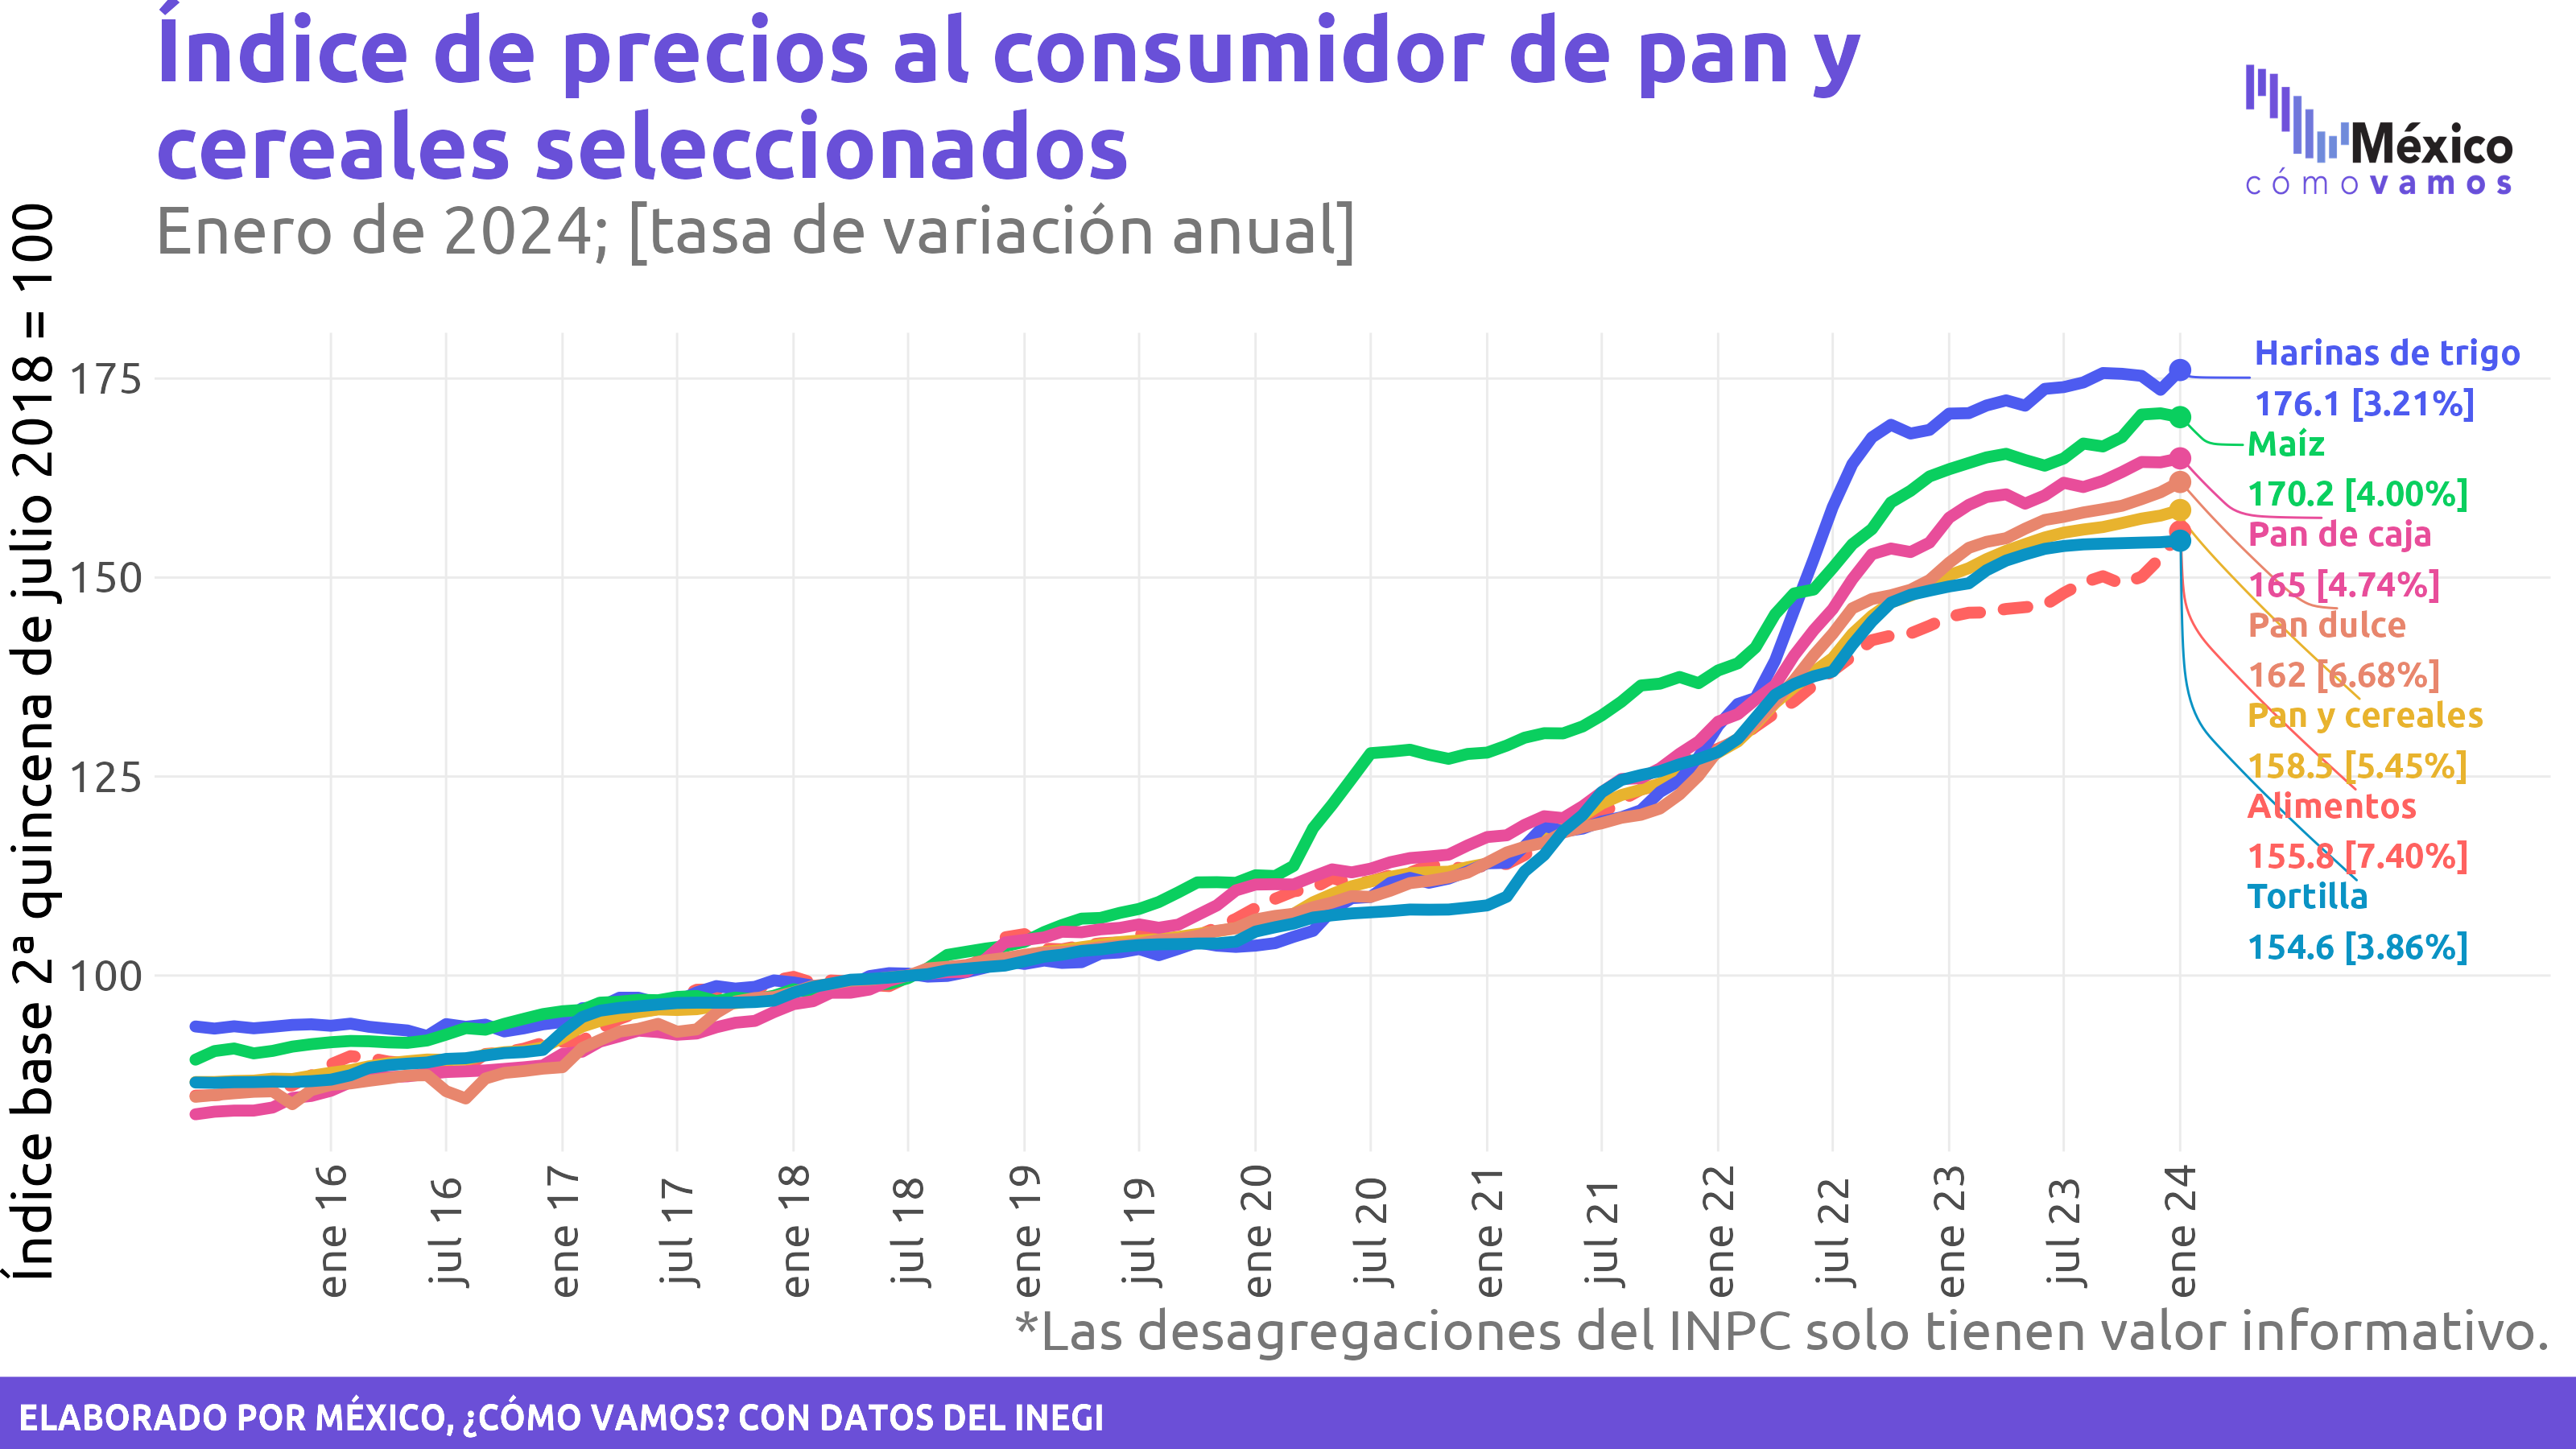 Índice de precios al consumidor de pan y
cereales seleccionados
Enero de 2024; [tasa de variación anual]
México
cómo vamos
Índice base 2ª quincena de julio 2018 = 100
175
150
125
100
Harinas de trigo
176.1 [3.21%]
Maíz
170.2 [4.00%]
Pan de caja
165 [4.74%]
Pan dulce
162 [6.68%]
Pan y cereales
158.5 [5.45%]
Alimentos
155.8 [7.40%]
Tortilla
154.6 [3.86%]
ene 16
jul 16
ene 17
jul 17
ene 18
jul 18
ene 19
jul 19
ene 20
jul 20
ene 21
jul 21
ene 22
jul 22
ene 23
jul 23
ene 24
*Las desagregaciones del INPC solo tienen valor informativo.
ELABORADO POR MÉXICO, ¿CÓMO VAMOS? CON DATOS DEL INEGI